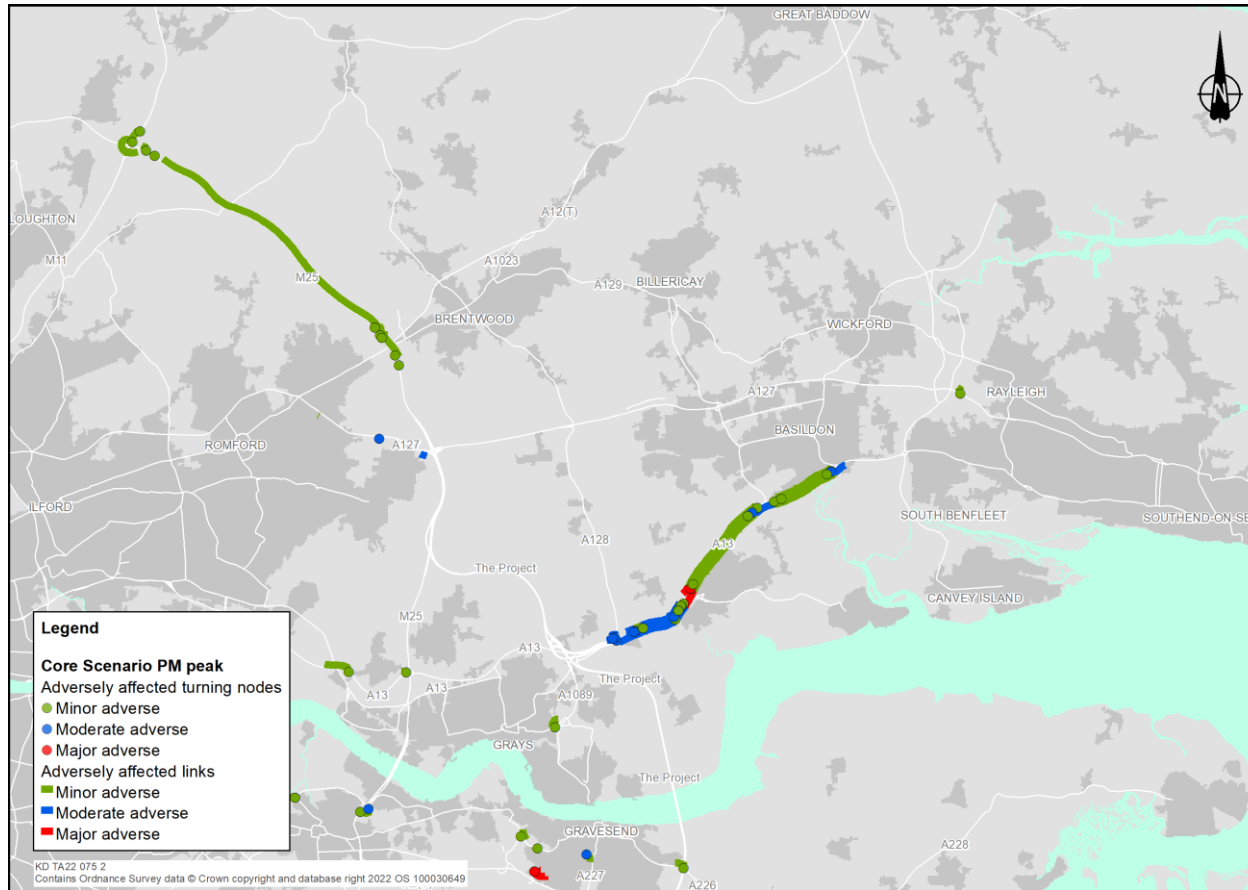 GREAT BADDOW
N
LOUGHTON
M11
A12(T)
M25
A1023
A129
BILLERICAY
BRENTWOOD
WICKFORD
A127
RAYLEIGH
ROMFORD
A127
BASILDON
ILFORD
SOUTH BENFLEET
SOUTHEND-ON-SE
A128
A13
The Project
CANVEY ISLAND
M25
A13
The Project
A13
A13
A1089
GRAYS
The Project
GRAVESEND
A228
A227
A226
Legend
Core Scenario PM peak
Adversely affected turning nodes
Minor adverse
Moderate adverse
Major adverse
Adversely affected links
Minor adverse
Moderate adverse
Major adverse
KD TA22 075 2
Contains Ordnance Survey data © Crown copyright and database right 2022 OS 100030649